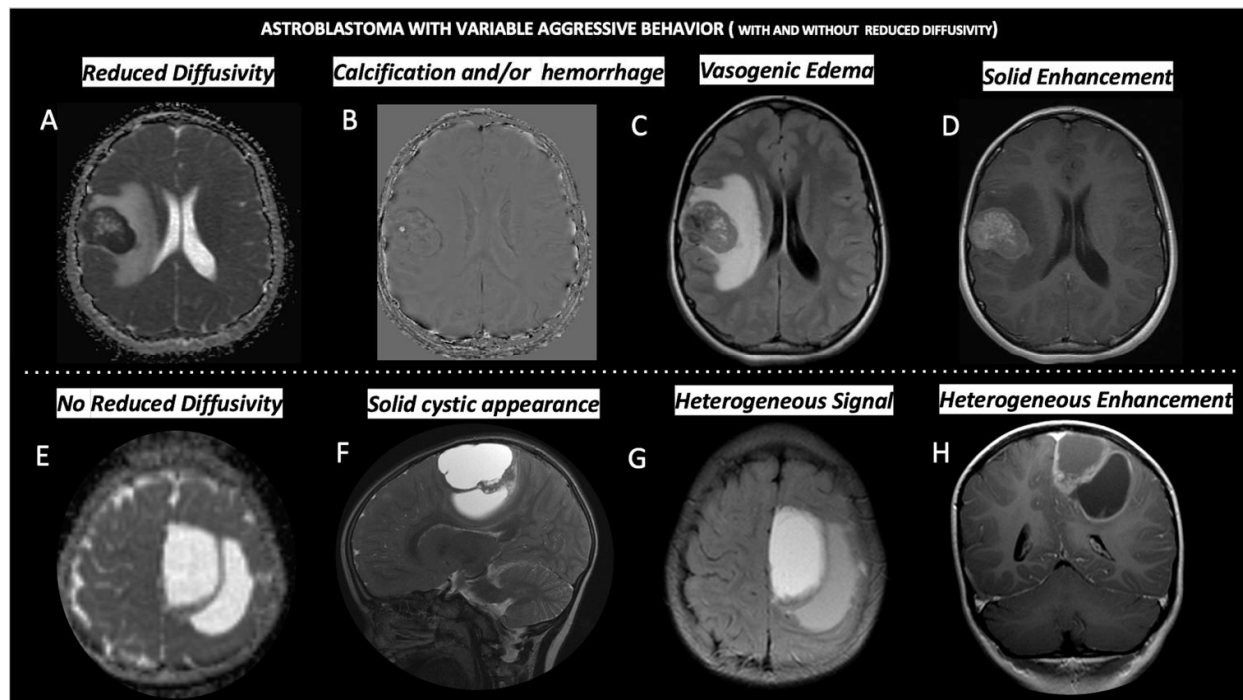 ASTROBLASTOMA WITH VARIABLE AGGRESSIVE BEHAVIOR ( WITH AND WITHOUT REDUCED DIFFUSIVITY)
Reduced Diffusivity
Calcification and/or hemorrhage
Vasogenic Edema
Solid Enhancement
A
B
C
D
No Reduced Diffusivity
Solid cystic appearance
Heterogeneous Signal
Heterogeneous Enhancement
E
F
G
H